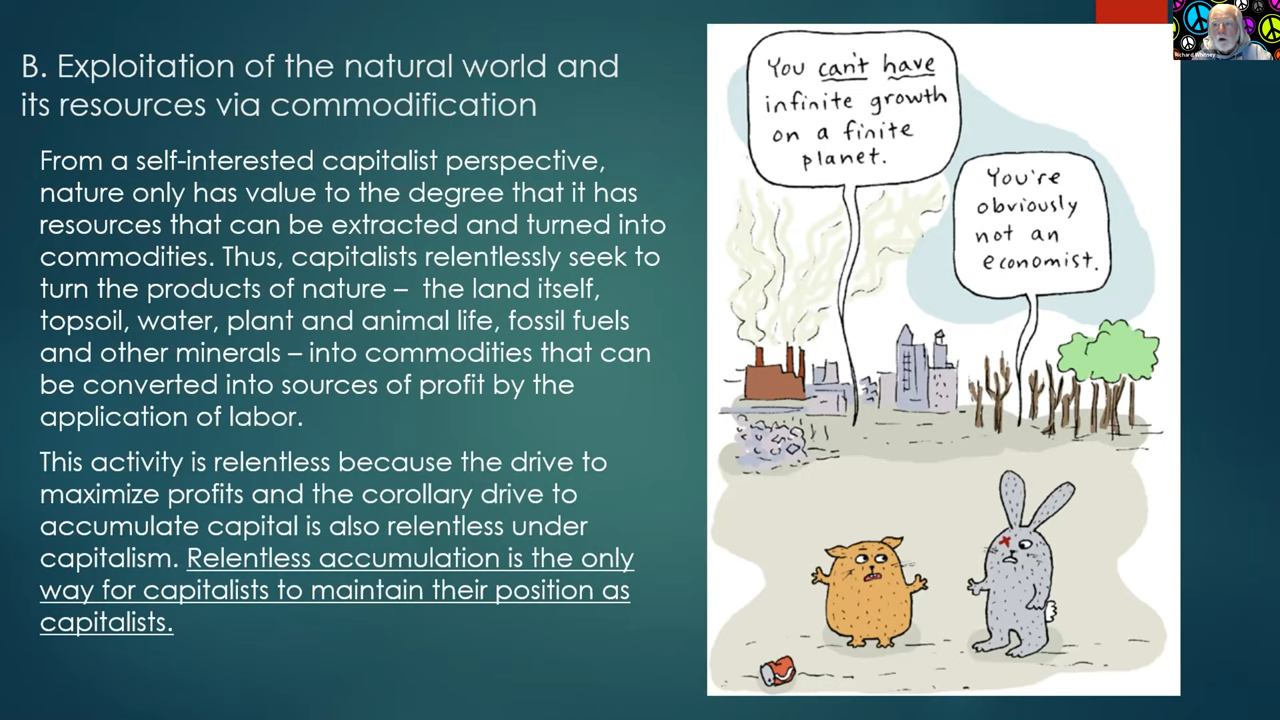 B. Exploitation of the natural world and
its resources via commodification
From a self-interested capitalist perspective,
nature only has value to the degree that it has
resources that can be extracted and turned into
commodities. Thus, capitalists relentlessly seek to
turn the products of nature – the land itself,
topsoil, water, plant and animal life, fossil fuels
and other minerals – into commodities that can
be converted into sources of profit by the
application of labor.
This activity is relentless because the drive to
maximize profits and the corollary drive to
accumulate capital is also relentless under
capitalism. Relentless accumulation is the only
way for capitalists to maintain their position as
capitalists.
You can't have
infinite growth
on a finite
planet.
You're
obviously
not an
economist.
Richard Whitney